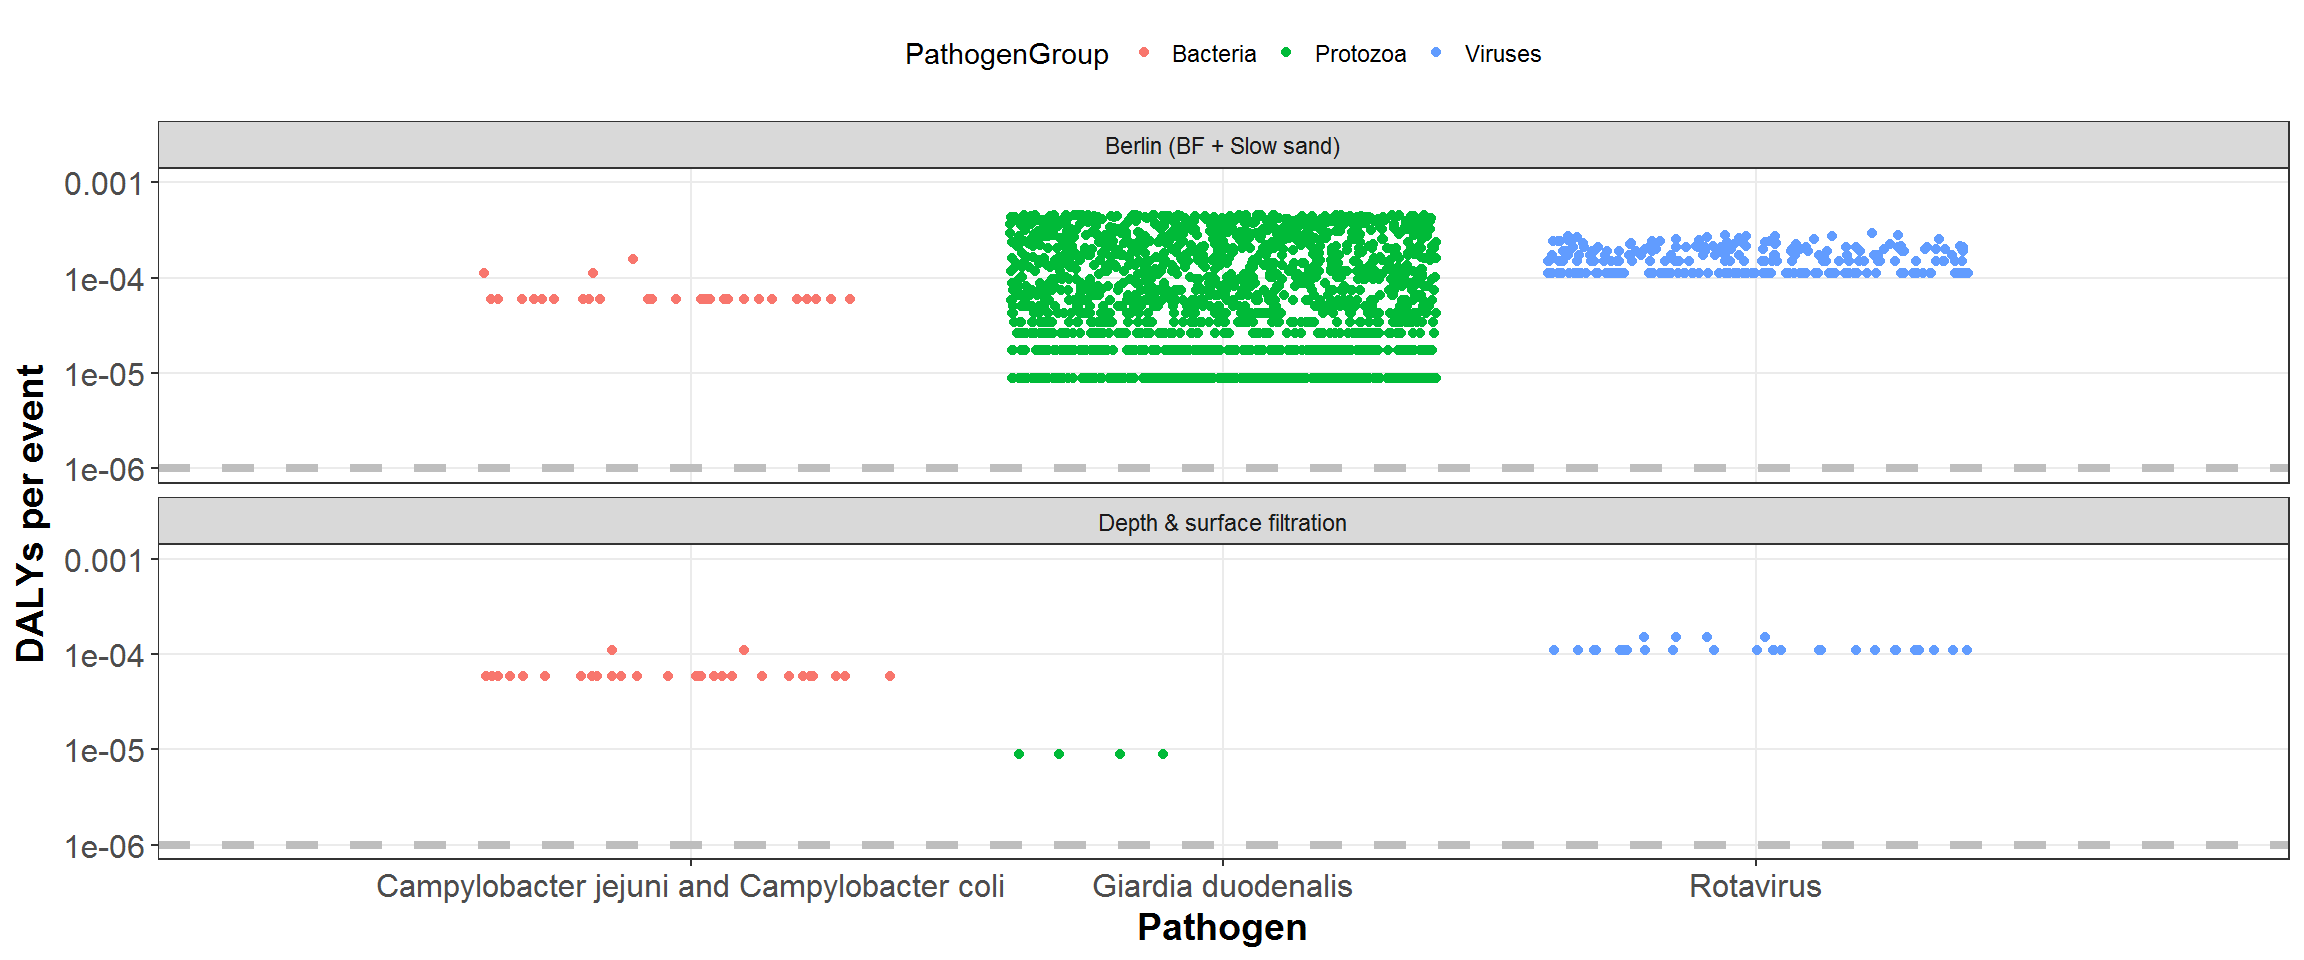 PathogenGroup Bacteria Protozoa Viruses
Berlin (BF + Slow sand)
0.001
1e-04
1e-05
1e-06
Depth & surface filtration
0.001
1e-04
1e-05
1e-06
DALYs per event
Campylobacter jejuni and Campylobacter coli Giardia duodenalis Rotavirus
Pathogen